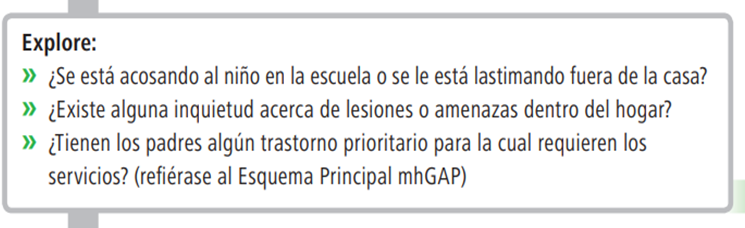 Explore:
» ¿Se está acosando al niño en la escuela o se le está lastimando fuera de la casa?
» ¿Existe alguna inquietud acerca de lesiones o amenazas dentro del hogar?
» ¿Tienen los padres algún trastorno prioritario para la cual requieren los
servicios? (refiérase al Esquema Principal mhGAP)